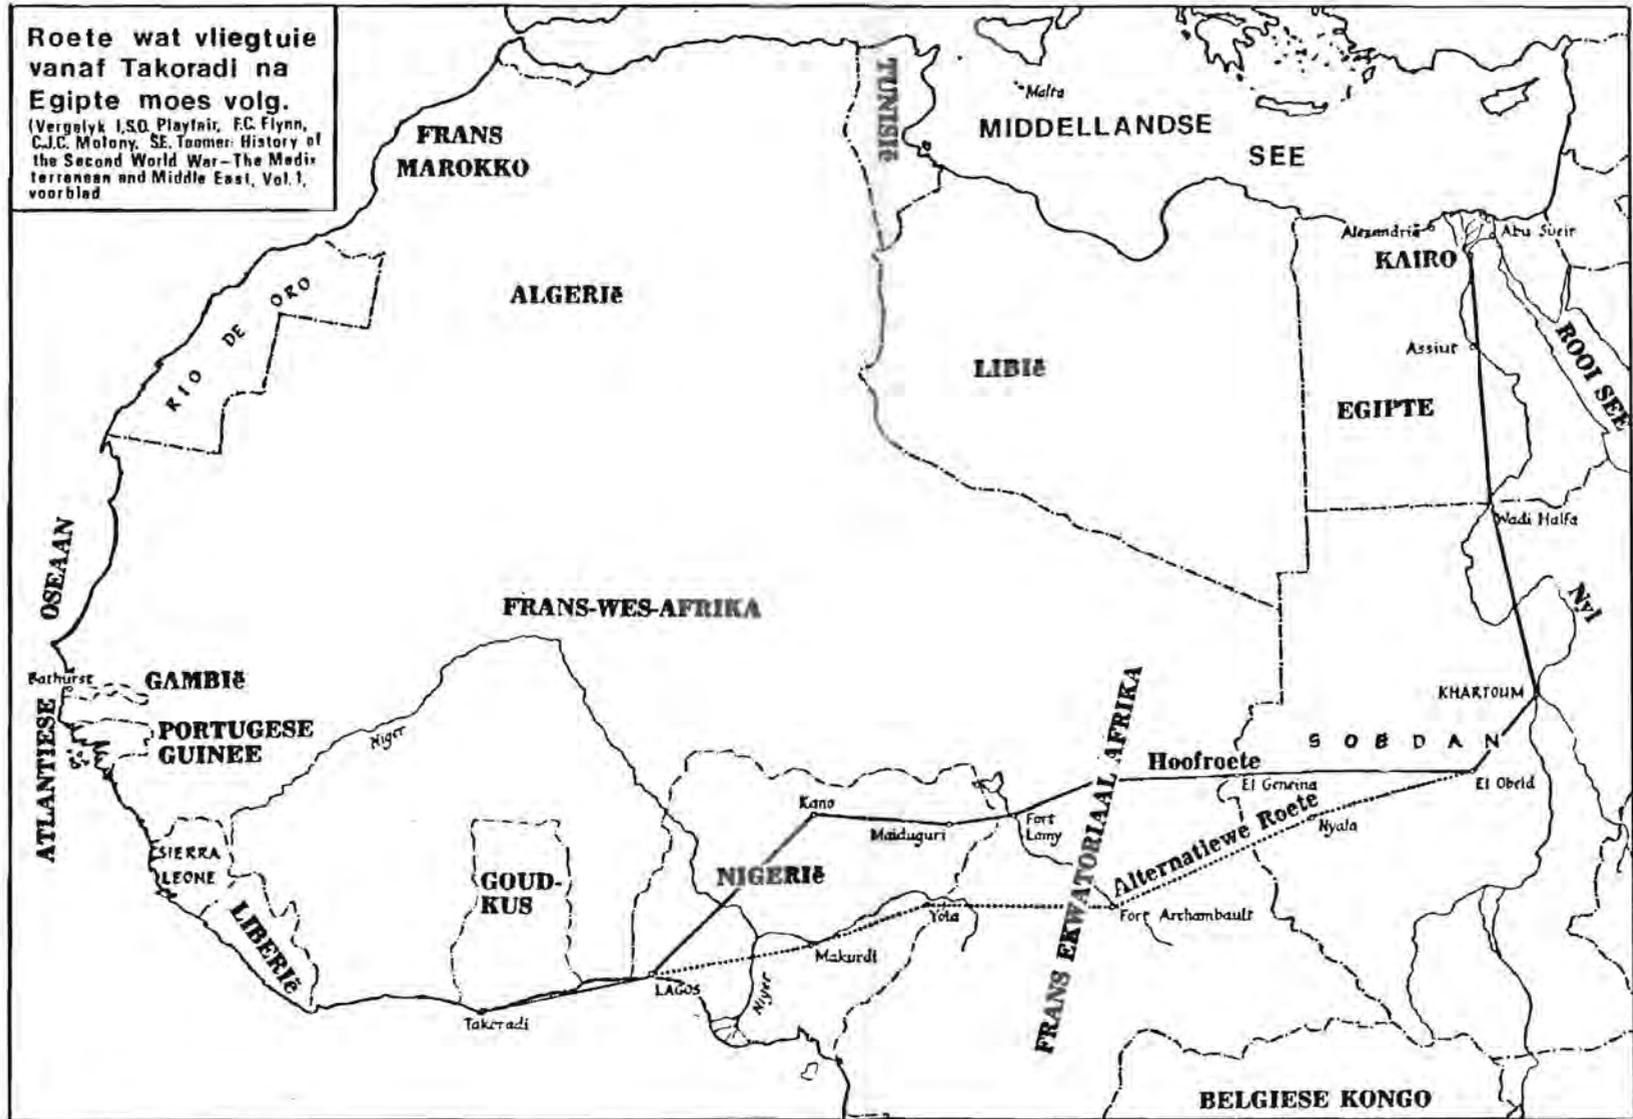 Roete wat vliegtuie
vanaf Takoradi na
Egipte moes volg.
(Vergelyk I.S.O. Playfair, F.C. Flynn,
C.J.C. Molony, S.E. Toomer: History of
the Second World War—The Medi=
terranean and Middle East, Vol. 1,
voorblad
TUNISIË
Malta
MIDDELLANDSE
SEE
FRANS
MAROKKO
Alexandrië
Abu Sueir
KAIRO
RIO DE ORO
ALGERIË
ROOI SEE
Assiut
LIBIË
EGIPTE
Wadi Halfa
ATLANTIESE OSEAAN
FRANS-WES-AFRIKA
Nyl
Bathurst
GAMBIË
KHARTOUM
PORTUGESE
GUINEE
Niger
SOEDAN
Hoofroete
FRANS EKWATORIAAL AFRIKA
El Geneina
El Obeid
Kano
Maiduguri
Fort
Lamy
Alternatiewe Roete
Nyala
SIERRA
LEONE
GOUD-
KUS
NIGERIË
LIBERIË
Yola
Fort Archambault
Makurdi
LAGOS
Niger
Takoradi
BELGIESE KONGO